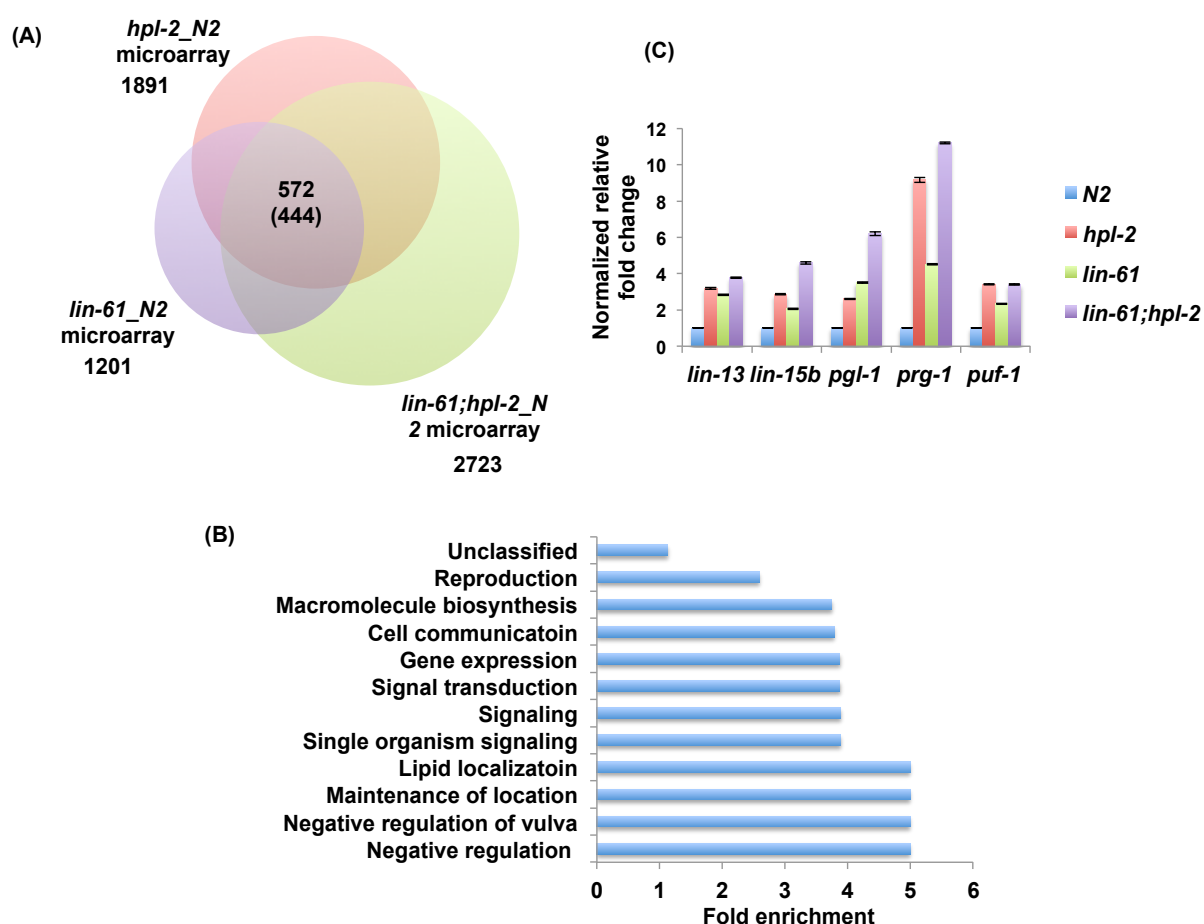 (A)
hpl-2_N2
microarray
1891
572
(444)
lin-61_N2
microarray
1201
lin-61;hpl-2_N
2 microarray
2723
(C)
Normalized relative
fold change
12
10
8
6
4
2
0
lin-13 lin-15b pgl-1 prg-1 puf-1
N2
hpl-2
lin-61
lin-61;hpl-2
(B)
Unclassified
Reproduction
Macromolecule biosynthesis
Cell communicatoin
Gene expression
Signal transduction
Signaling
Single organism signaling
Lipid localizatoin
Maintenance of location
Negative regulation of vulva
Negative regulation
0 1 2 3 4 5 6
Fold enrichment